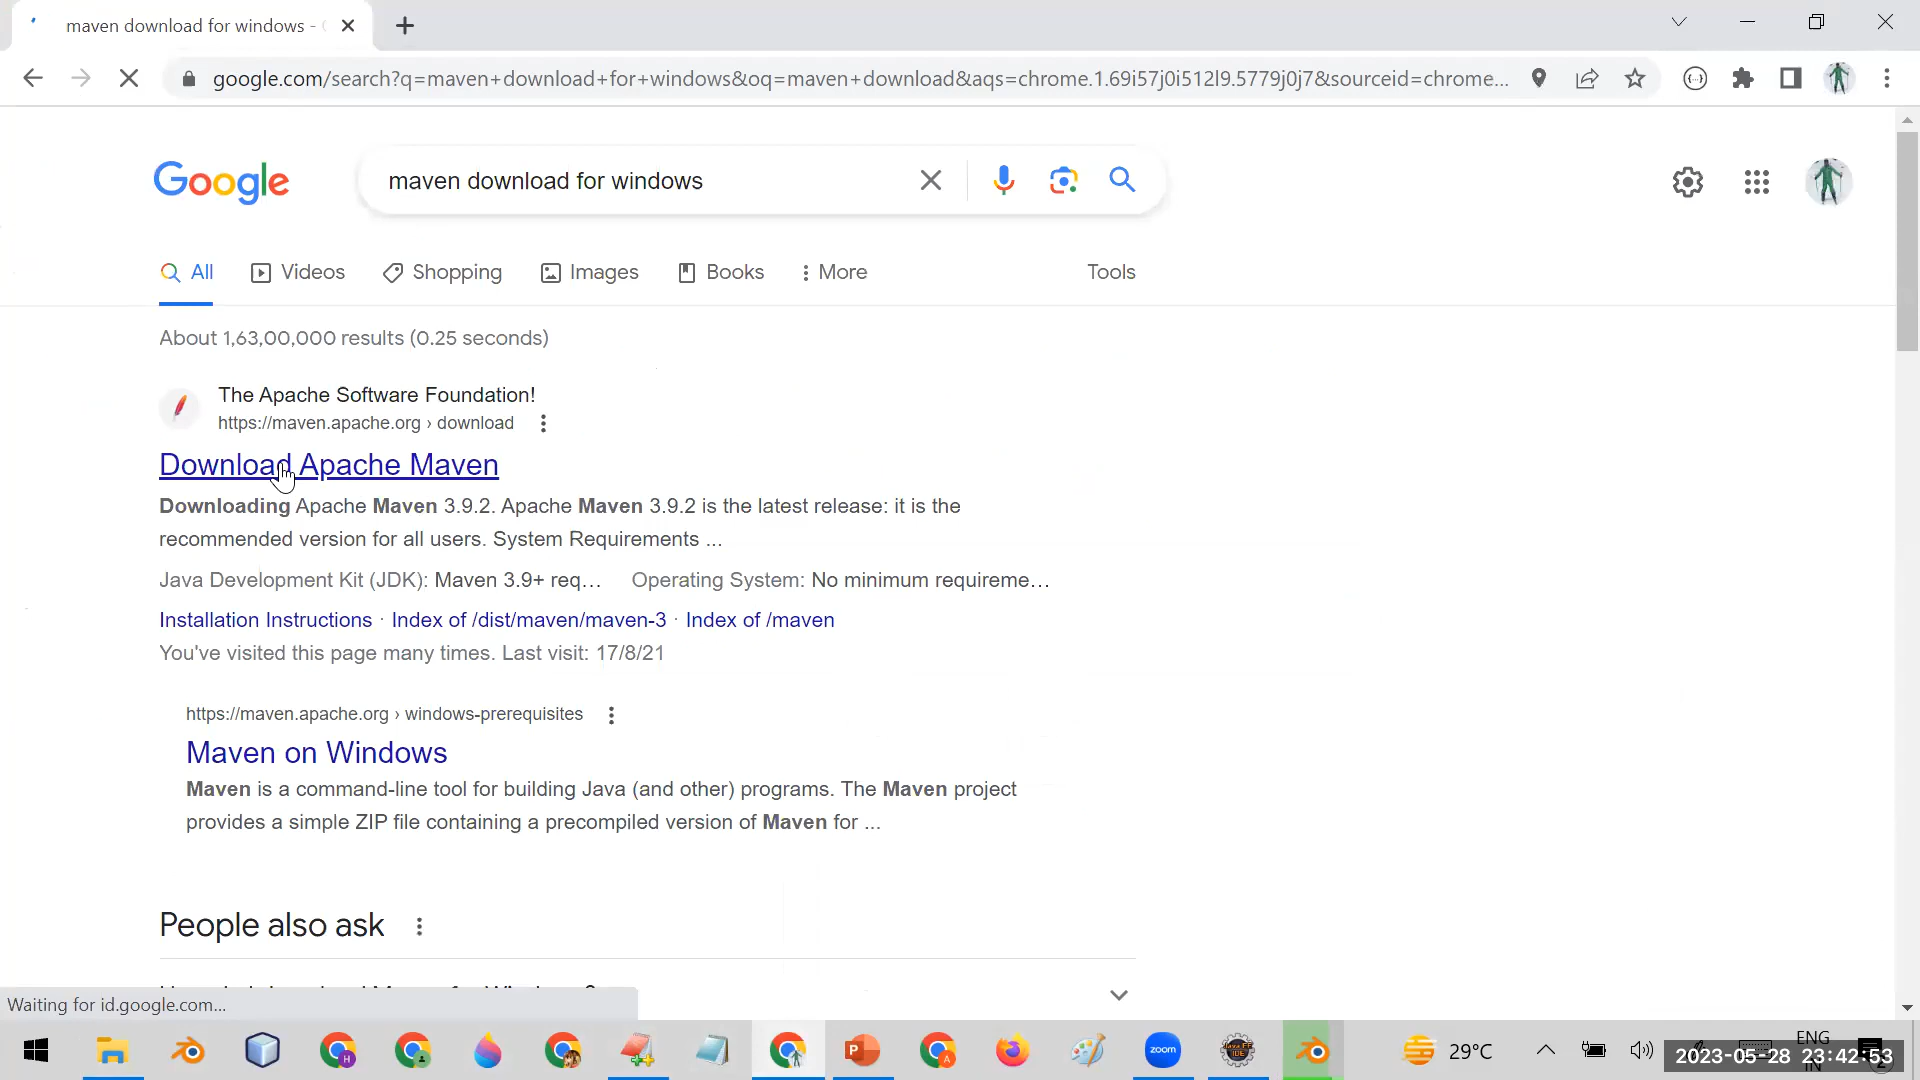 maven download for windows -
google.com/search?q=maven+download+for+windows&oq=maven+download&aqs=chrome.1.69i57j0i512l9.5779j0j7&sourceid=chrome...
Google
maven download for windows
All
Videos
Shopping
Images
Books
More
Tools
About 1,63,00,000 results (0.25 seconds)
The Apache Software Foundation!
https://maven.apache.org › download
Download Apache Maven
Downloading Apache Maven 3.9.2. Apache Maven 3.9.2 is the latest release: it is the
recommended version for all users. System Requirements ...
Java Development Kit (JDK): Maven 3.9+ req... Operating System: No minimum requireme...
Installation Instructions · Index of /dist/maven/maven-3 · Index of /maven
You've visited this page many times. Last visit: 17/8/21
https://maven.apache.org › windows-prerequisites
Maven on Windows
Maven is a command-line tool for building Java (and other) programs. The Maven project
provides a simple ZIP file containing a precompiled version of Maven for ...
People also ask
Waiting for id.google.com...
zoom
29°C
ENG
IN
2023-05-28 23:42:53